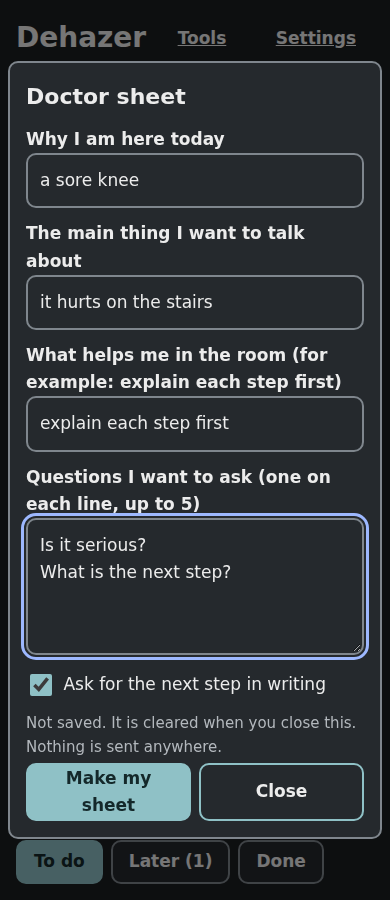 Dehazer Tools Settings
Doctor sheet
Why I am here today
a sore knee
The main thing I want to talk
about
it hurts on the stairs
What helps me in the room (for
example: explain each step first)
explain each step first
Questions I want to ask (one on
each line, up to 5)
Is it serious?
What is the next step?
Ask for the next step in writing
Not saved. It is cleared when you close this.
Nothing is sent anywhere.
Make my
sheet
Close
To do Later (1) Done